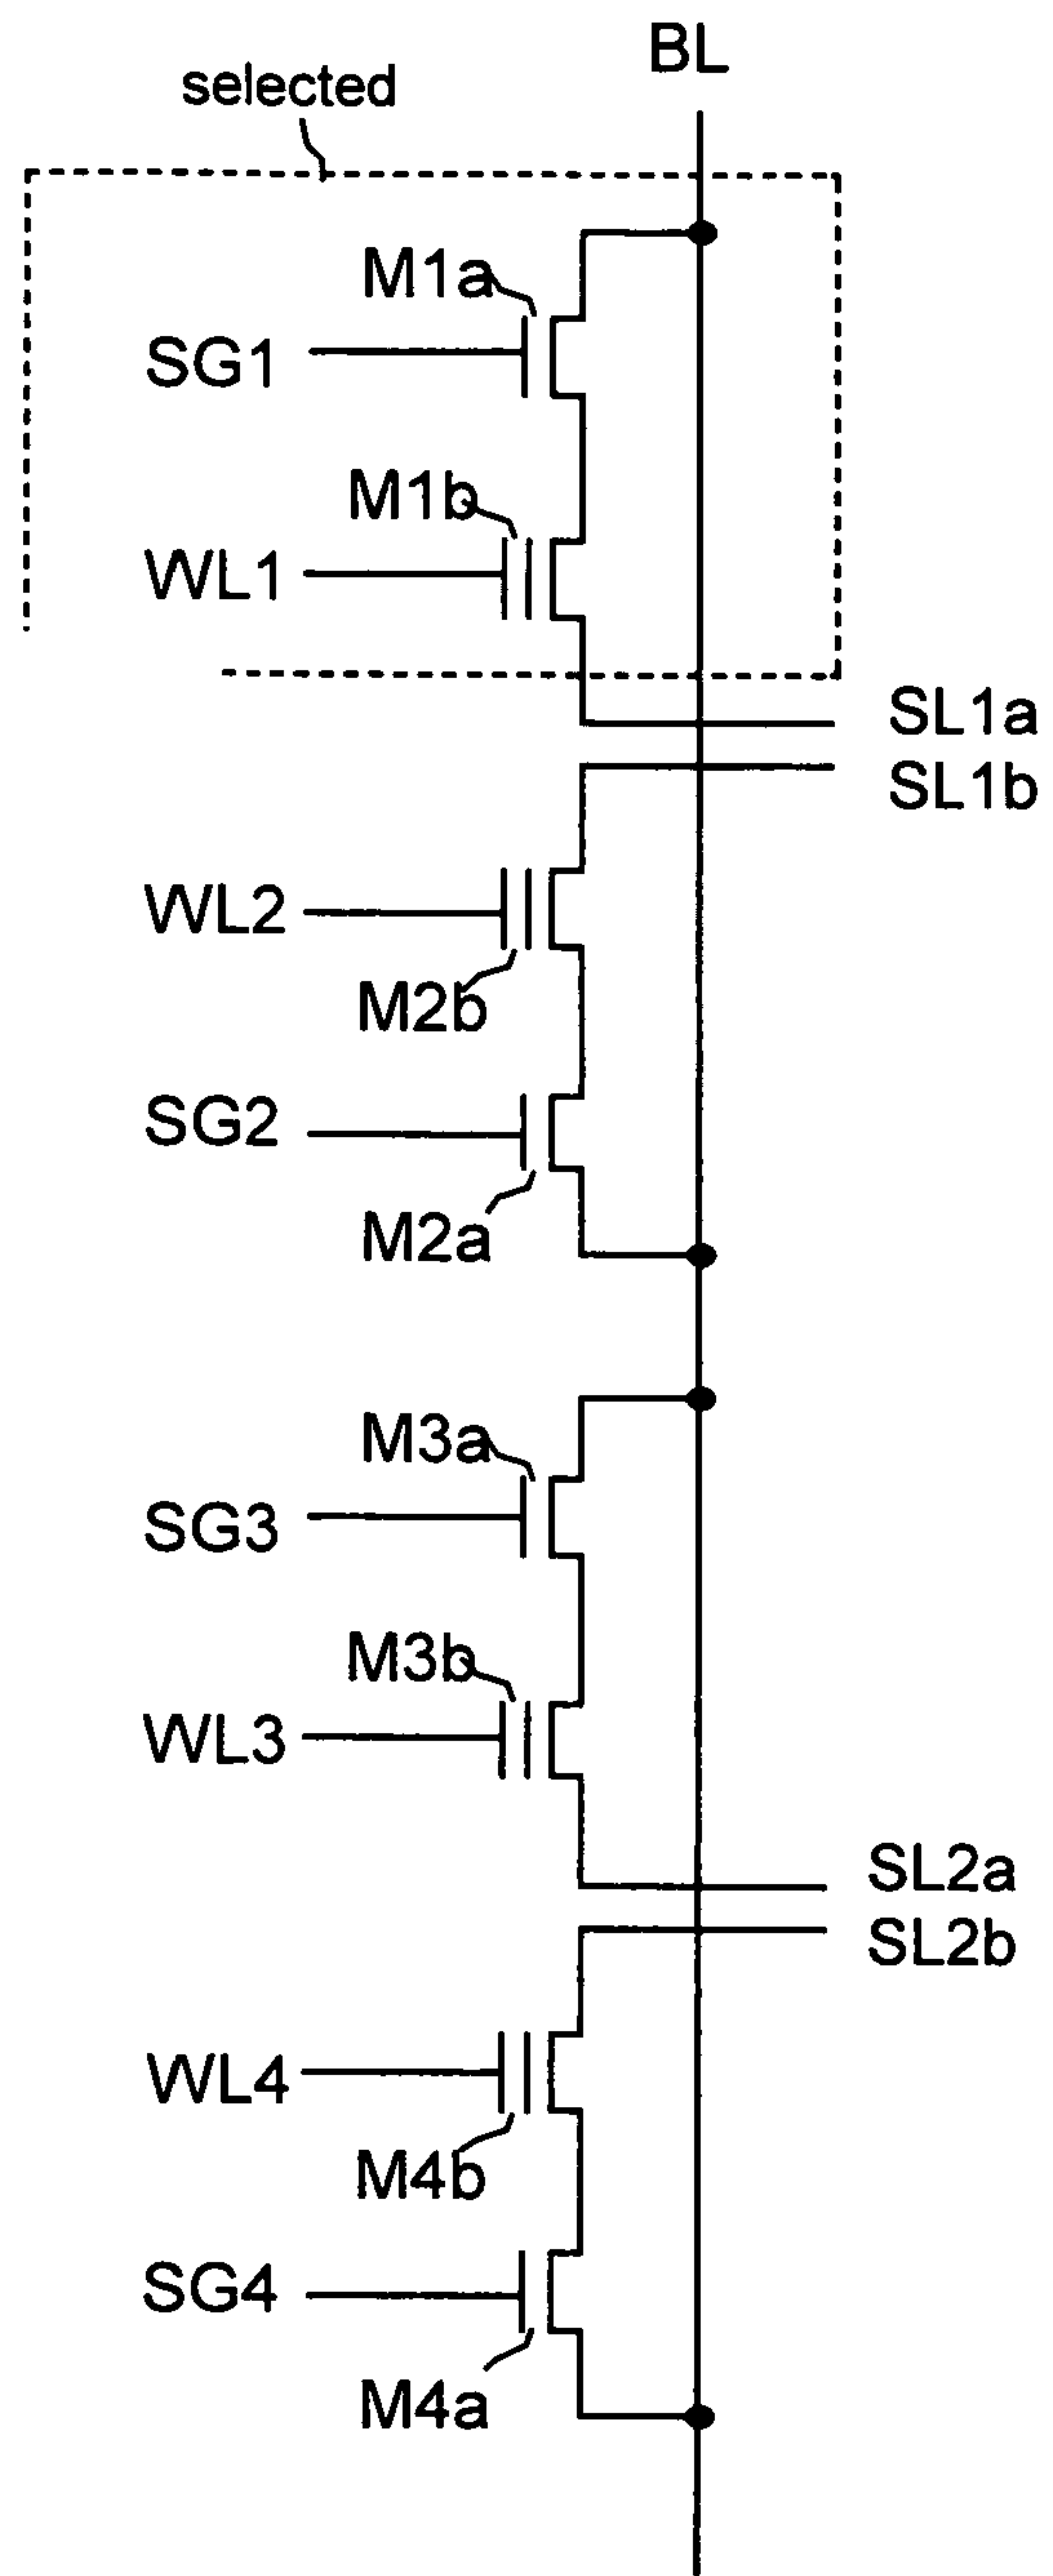 BL
selected
M1a
SG1
M1b
WL1
SL1a
SL1b
WL2
M2b
SG2
M2a
M3a
SG3
M3b
WL3
SL2a
SL2b
WL4
M4b
SG4
M4a